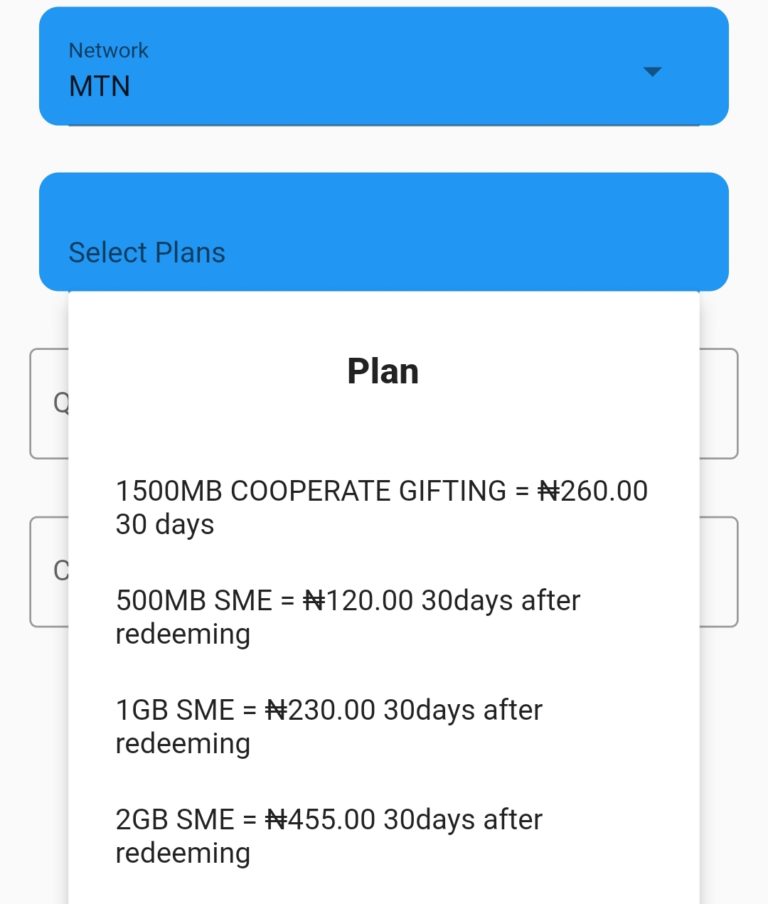 Network
MTN
Select Plans
Plan
Q
1500MB COOPERATE GIFTING = ₦260.00
30 days
C
500MB SME = ₦120.00 30days after
redeeming
1GB SME = ₦230.00 30days after
redeeming
2GB SME = ₦455.00 30days after
redeeming